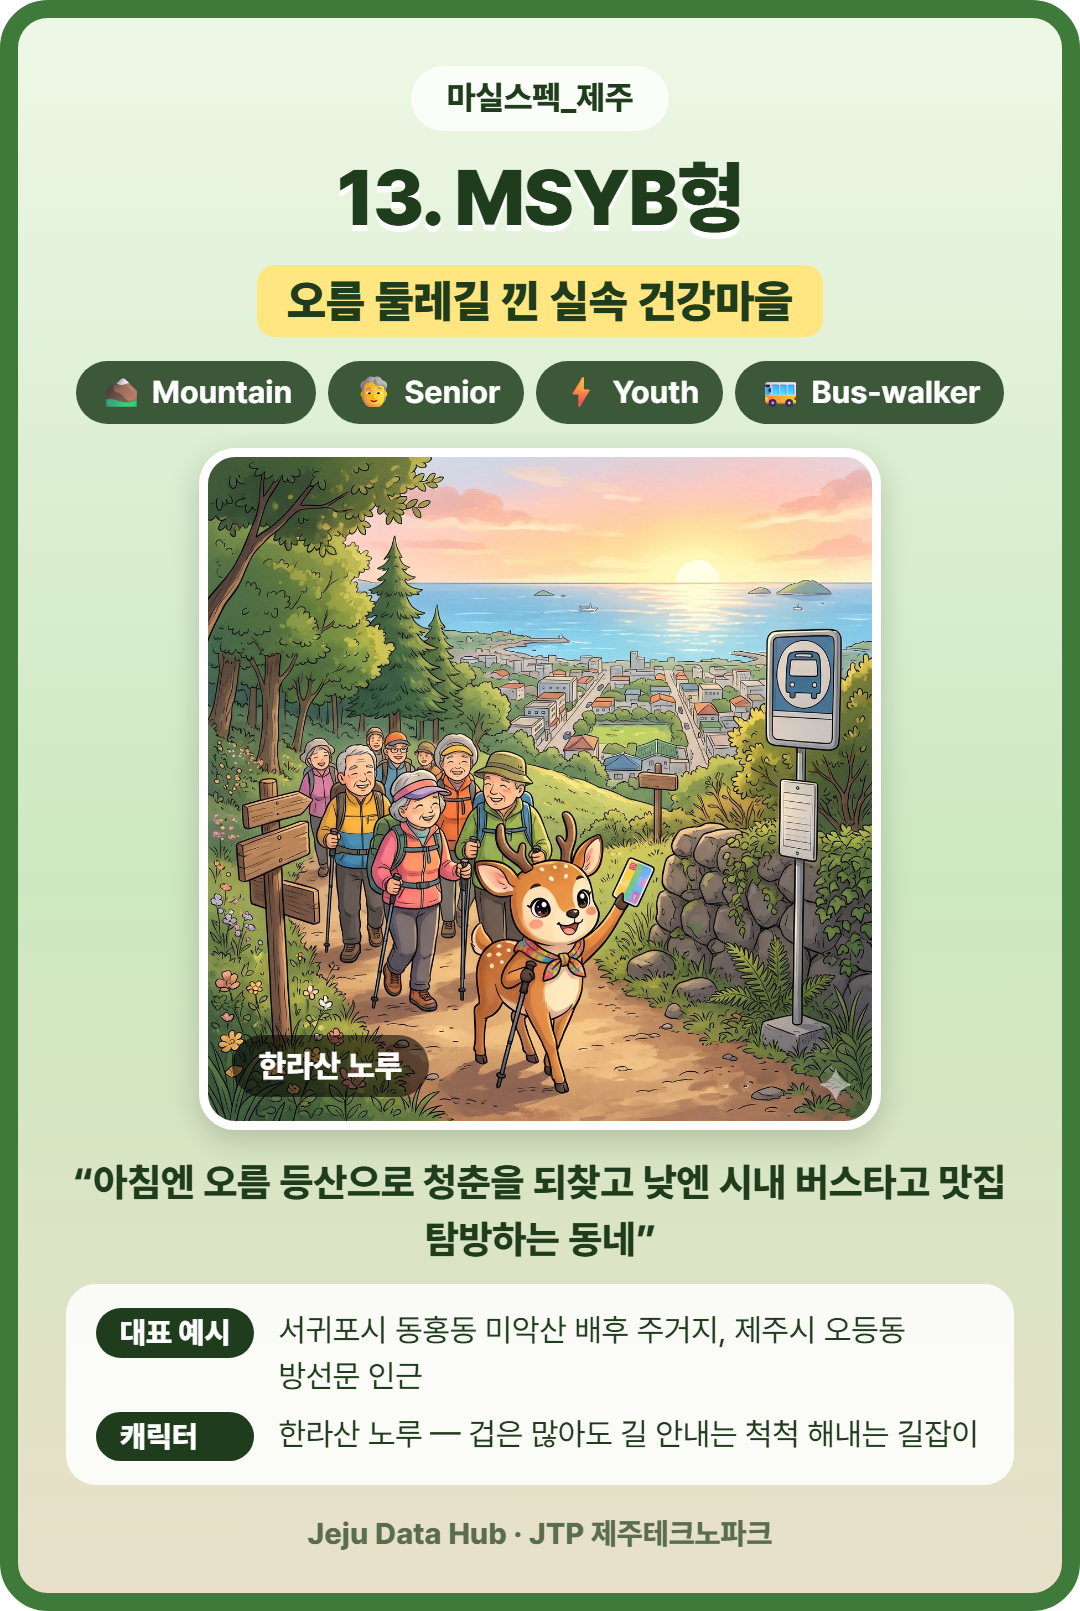 마실스펙_제주
13. MSYB형
오름 둘레길 낀 실속 건강마을
Mountain
Senior
Youth
Bus-walker
한라산 노루
“아침엔 오름 등산으로 청춘을 되찾고 낮엔 시내 버스타고 맛집
탐방하는 동네”
대표 예시
서귀포시 동홍동 미악산 배후 주거지, 제주시 오등동
방선문 인근
캐릭터
한라산 노루 — 겁은 많아도 길 안내는 척척 해내는 길잡이
Jeju Data Hub · JTP 제주테크노파크